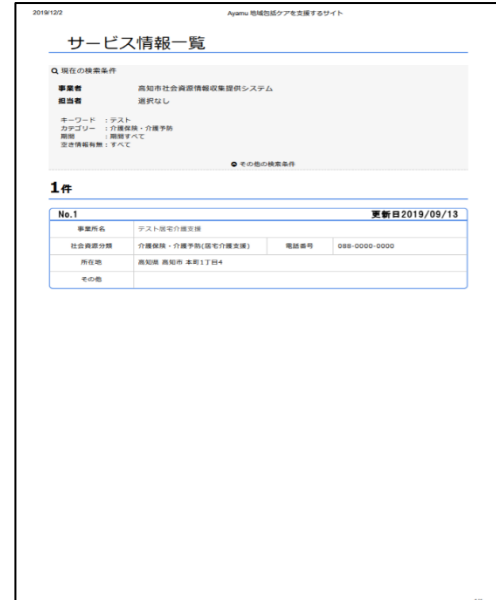 2019/12/2 Ayamu 地域包括ケアを支援するサイト
サービス情報一覧
現在の検索条件
事業者 高知市社会資源情報収集提供システム
担当者 選択なし
キーワード ：テスト
カテゴリー ：介護保険・介護予防
期間 ：期間すべて
空き情報有無：すべて
その他の検索条件
1件
No.1 更新日2019/09/13
事業所名 テスト居宅介護支援
社会資源分類 介護保険・介護予防(居宅介護支援) 電話番号 088-0000-0000
所在地 高知県 高知市 本町1丁目4
その他